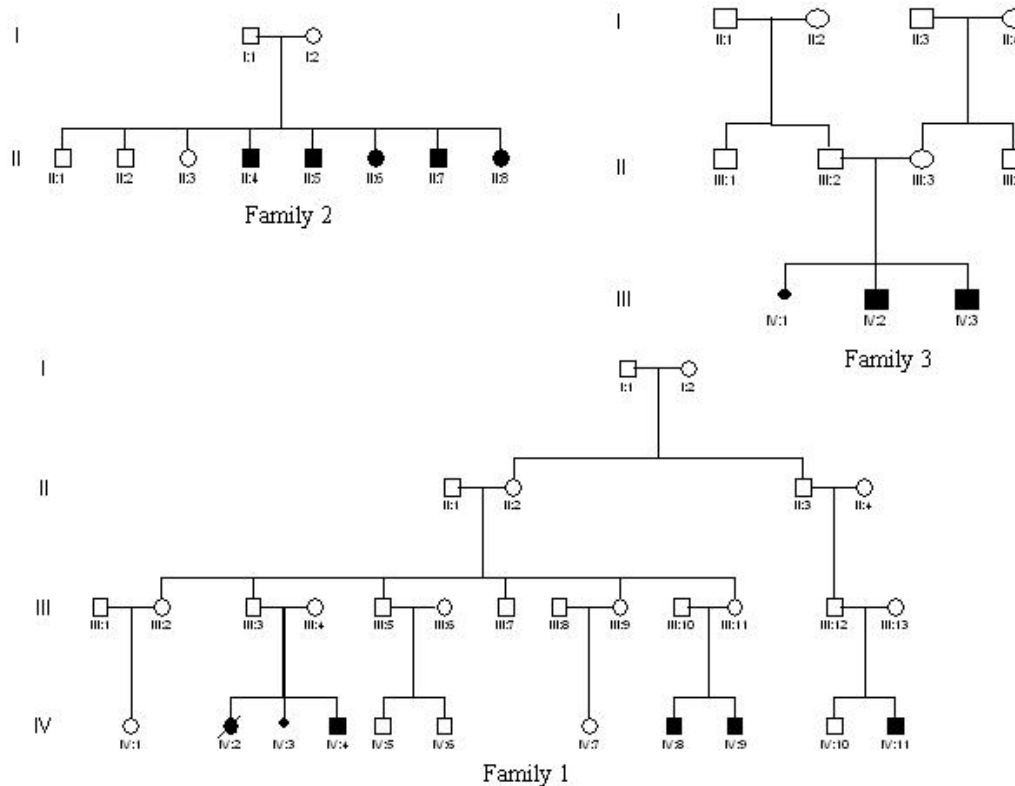 I
I:1 I:2
II
II:1 II:2 II:3 II:4 II:5 II:6 II:7 II:8
Family 2
I
II:1 II:2 II:3
II
III:1 III:2 III:3
III
IV:1 IV:2 IV:3
Family 3
I
I:1 I:2
II
II:1 II:2 II:3 II:4
III
III:1 III:2 III:3 III:4 III:5 III:6 III:7 III:8 III:9 III:10 III:11 III:12 III:13
IV
IV:1 IV:2 IV:3 IV:4 IV:5 IV:6 IV:7 IV:8 IV:9 IV:10 IV:11
Family 1